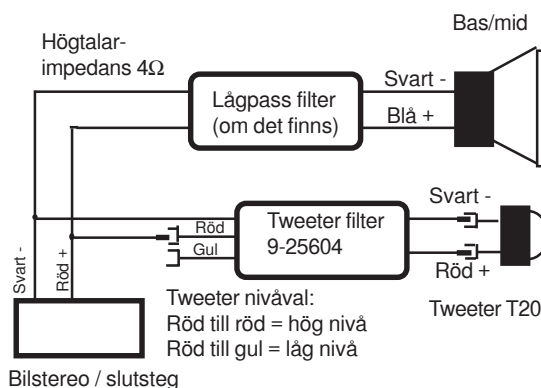 Bas/mid
Högtalar-
impedans 4Ω
Lågpass filter
(om det finns)
Svart -
Blå +
Svart -
Röd +
Röd
Gul
Tweeter filter
9-25604
Svart -
Röd +
Tweeter T20
Tweeter nivåval:
Röd till röd = hög nivå
Röd till gul = låg nivå
Bilstereo / slutsteg